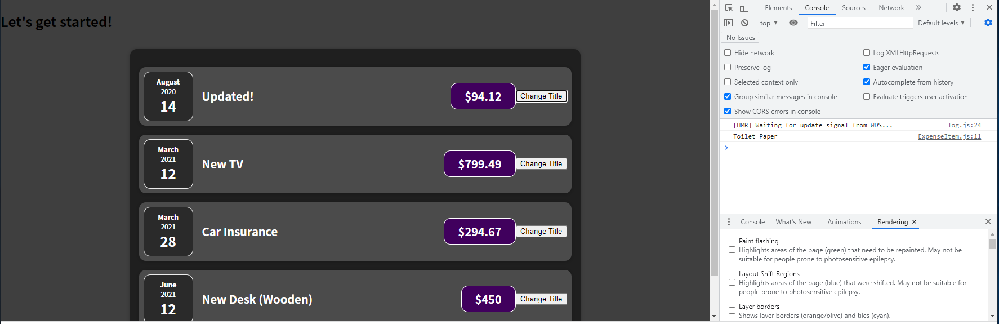 Let's get started!
August
2020
14
Updated!
$94.12
Change Title
March
2021
12
New TV
$799.49
Change Title
March
2021
28
Car Insurance
$294.67
Change Title
June
2021
12
New Desk (Wooden)
$450
Change Title
Elements Console Sources Network
top Filter Default levels
No Issues
Hide network Log XMLHttpRequests
Preserve log Eager evaluation
Selected context only Autocomplete from history
Group similar messages in console Evaluate triggers user activation
Show CORS errors in console
[HMR] Waiting for update signal from WDS... log.js:24
Toilet Paper ExpenseItem.js:11
Console What's New Animations Rendering
Paint flashing
Highlights areas of the page (green) that need to be repainted. May not be
suitable for people prone to photosensitive epilepsy.
Layout Shift Regions
Highlights areas of the page (blue) that were shifted. May not be suitable for
people prone to photosensitive epilepsy.
Layer borders
Shows layer borders (orange/olive) and tiles (cyan).